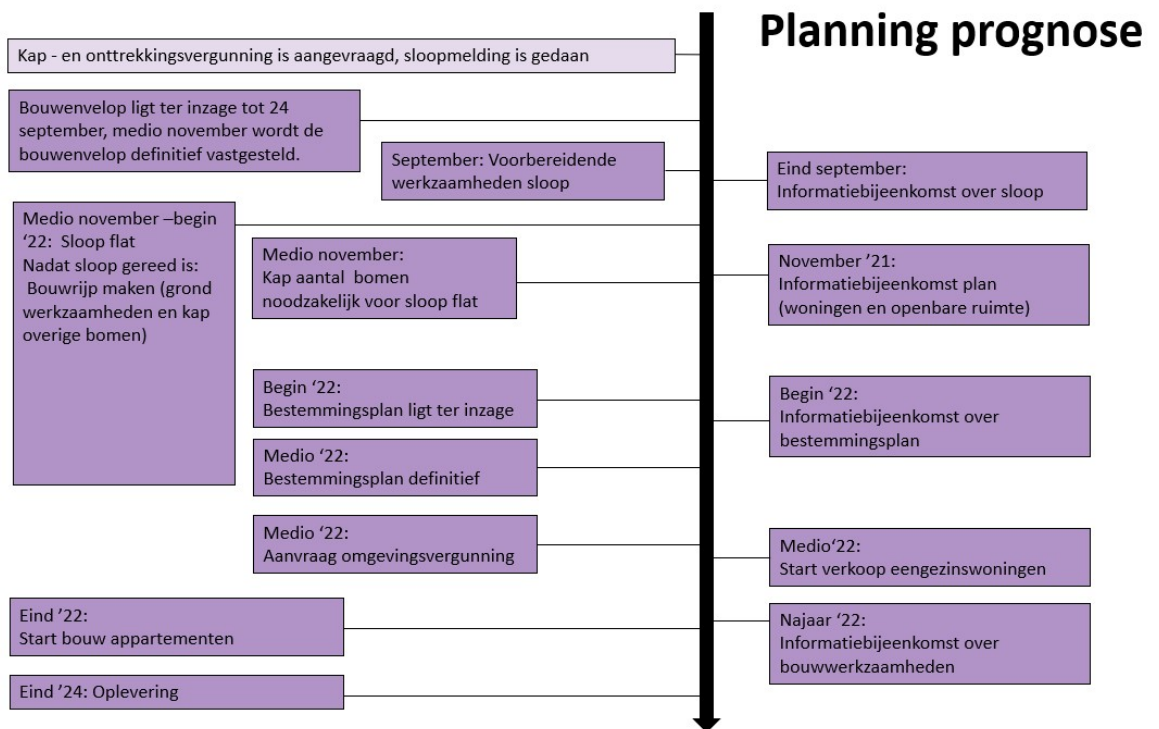 Planning prognose
Kap - en onttrekkingsvergunning is aangevraagd, sloopmelding is gedaan
Bouwenvelop ligt ter inzage tot 24
september, medio november wordt de
bouwenvelop definitief vastgesteld.
September: Voorbereidende
werkzaamheden sloop
Eind september:
Informatiebijeenkomst over sloop
Medio november –begin
‘22:  Sloop flat
Nadat sloop gereed is:
Bouwrijp maken (grond
werkzaamheden en kap
overige bomen)
Medio november:
Kap aantal  bomen
noodzakelijk voor sloop flat
November ’21:
Informatiebijeenkomst plan
(woningen en openbare ruimte)
Begin ‘22:
Bestemmingsplan ligt ter inzage
Begin ‘22:
Informatiebijeenkomst over
bestemmingsplan
Medio ‘22:
Bestemmingsplan definitief
Medio ‘22:
Aanvraag omgevingsvergunning
Medio‘22:
Start verkoop eengezinswoningen
Eind ’22:
Start bouw appartementen
Najaar ‘22:
Informatiebijeenkomst over
bouwwerkzaamheden
Eind ’24: Oplevering